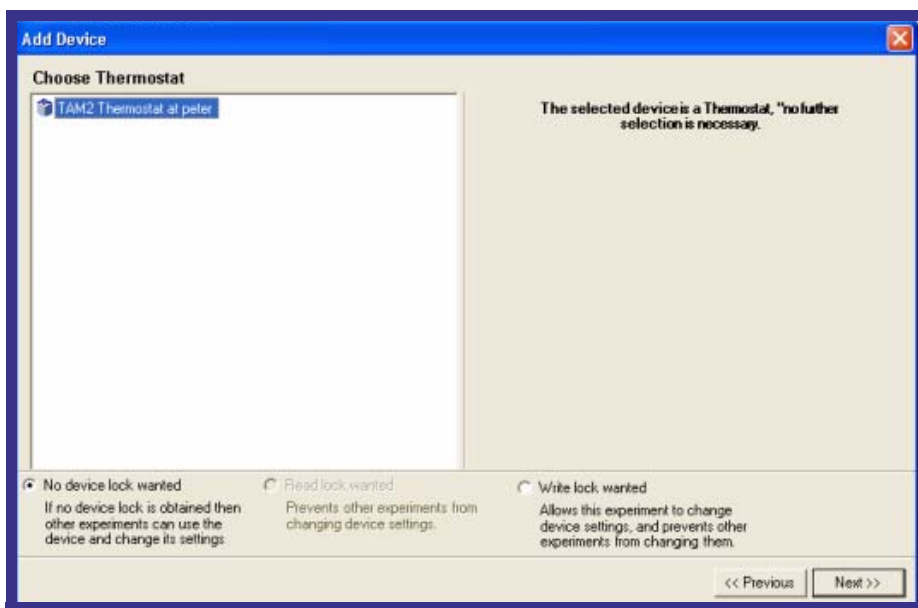 Add Device
Choose Thermostat
TAM2 Thermostat at peter
The selected device is a Thermostat, "no further
selection is necessary.
No device lock wanted
If no device lock is obtained then
other experiments can use the
device and change its settings
Read lock wanted
Prevents other experiments from
changing device settings.
Write lock wanted
Allows this experiment to change
device settings, and prevents other
experiments from changing them.
<< Previous
Next >>